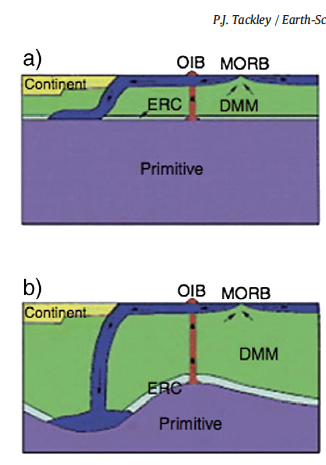 P.J. Tackley / Earth-Sc
a)
OIB MORB
Continent
ERC DMM
Primitive
b)
OIB MORB
Continent
DMM
ERC
Primitive